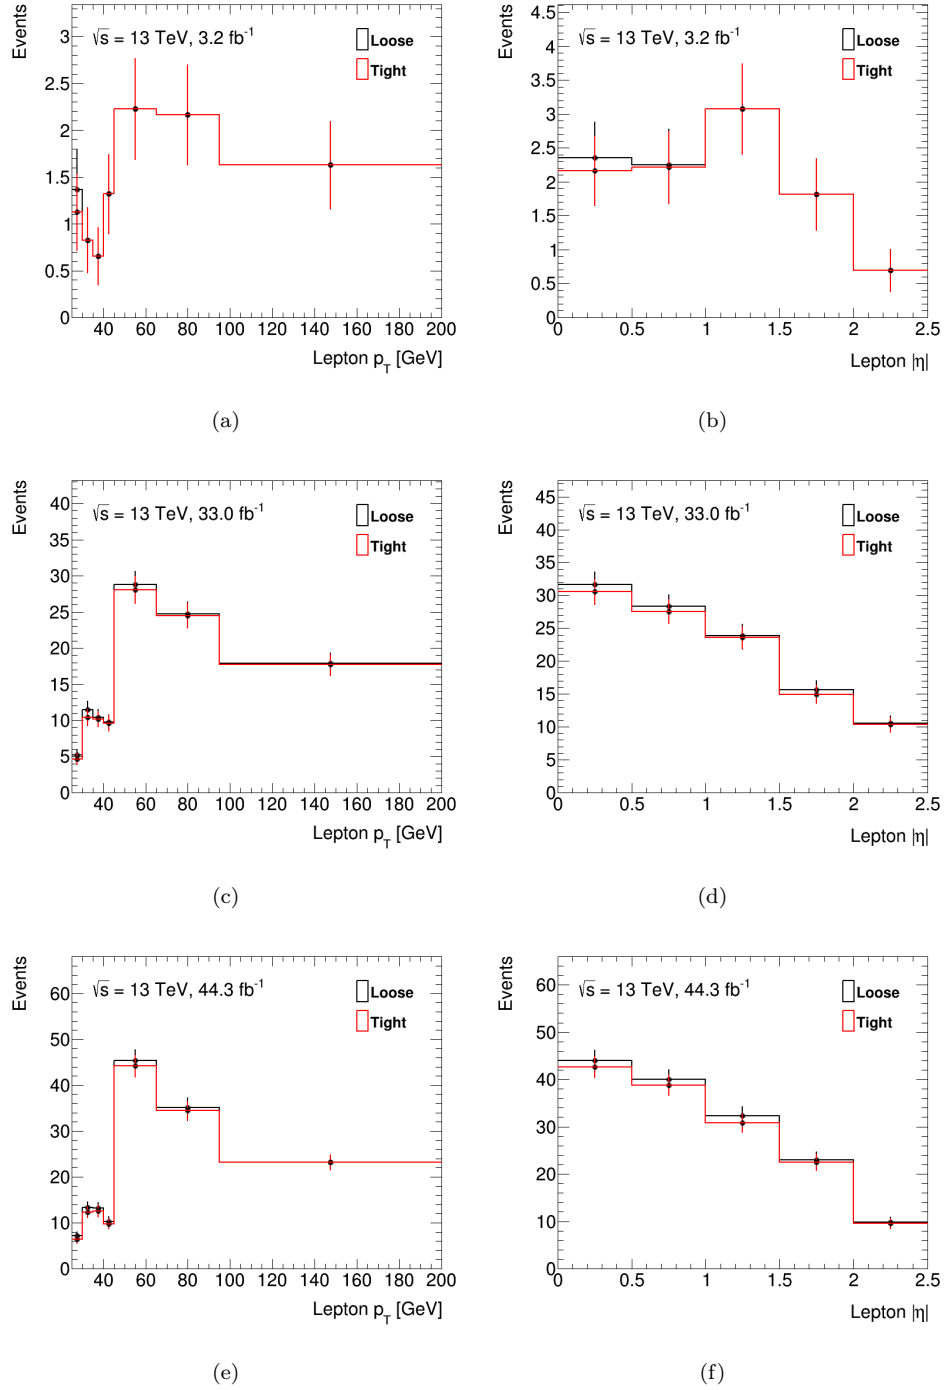 Events
√s = 13 TeV, 3.2 fb⁻¹
Loose
Tight
3
2.5
2
1.5
1
0.5
0
40 60 80 100 120 140 160 180 200
Lepton p_T [GeV]
(a)
Events
√s = 13 TeV, 3.2 fb⁻¹
Loose
Tight
4.5
4
3.5
3
2.5
2
1.5
1
0.5
0
0 0.5 1 1.5 2 2.5
Lepton |η|
(b)
Events
√s = 13 TeV, 33.0 fb⁻¹
Loose
Tight
40
35
30
25
20
15
10
5
0
40 60 80 100 120 140 160 180 200
Lepton p_T [GeV]
(c)
Events
√s = 13 TeV, 33.0 fb⁻¹
Loose
Tight
45
40
35
30
25
20
15
10
5
0
0 0.5 1 1.5 2 2.5
Lepton |η|
(d)
Events
√s = 13 TeV, 44.3 fb⁻¹
Loose
Tight
60
50
40
30
20
10
0
40 60 80 100 120 140 160 180 200
Lepton p_T [GeV]
(e)
Events
√s = 13 TeV, 44.3 fb⁻¹
Loose
Tight
60
50
40
30
20
10
0
0 0.5 1 1.5 2 2.5
Lepton |η|
(f)